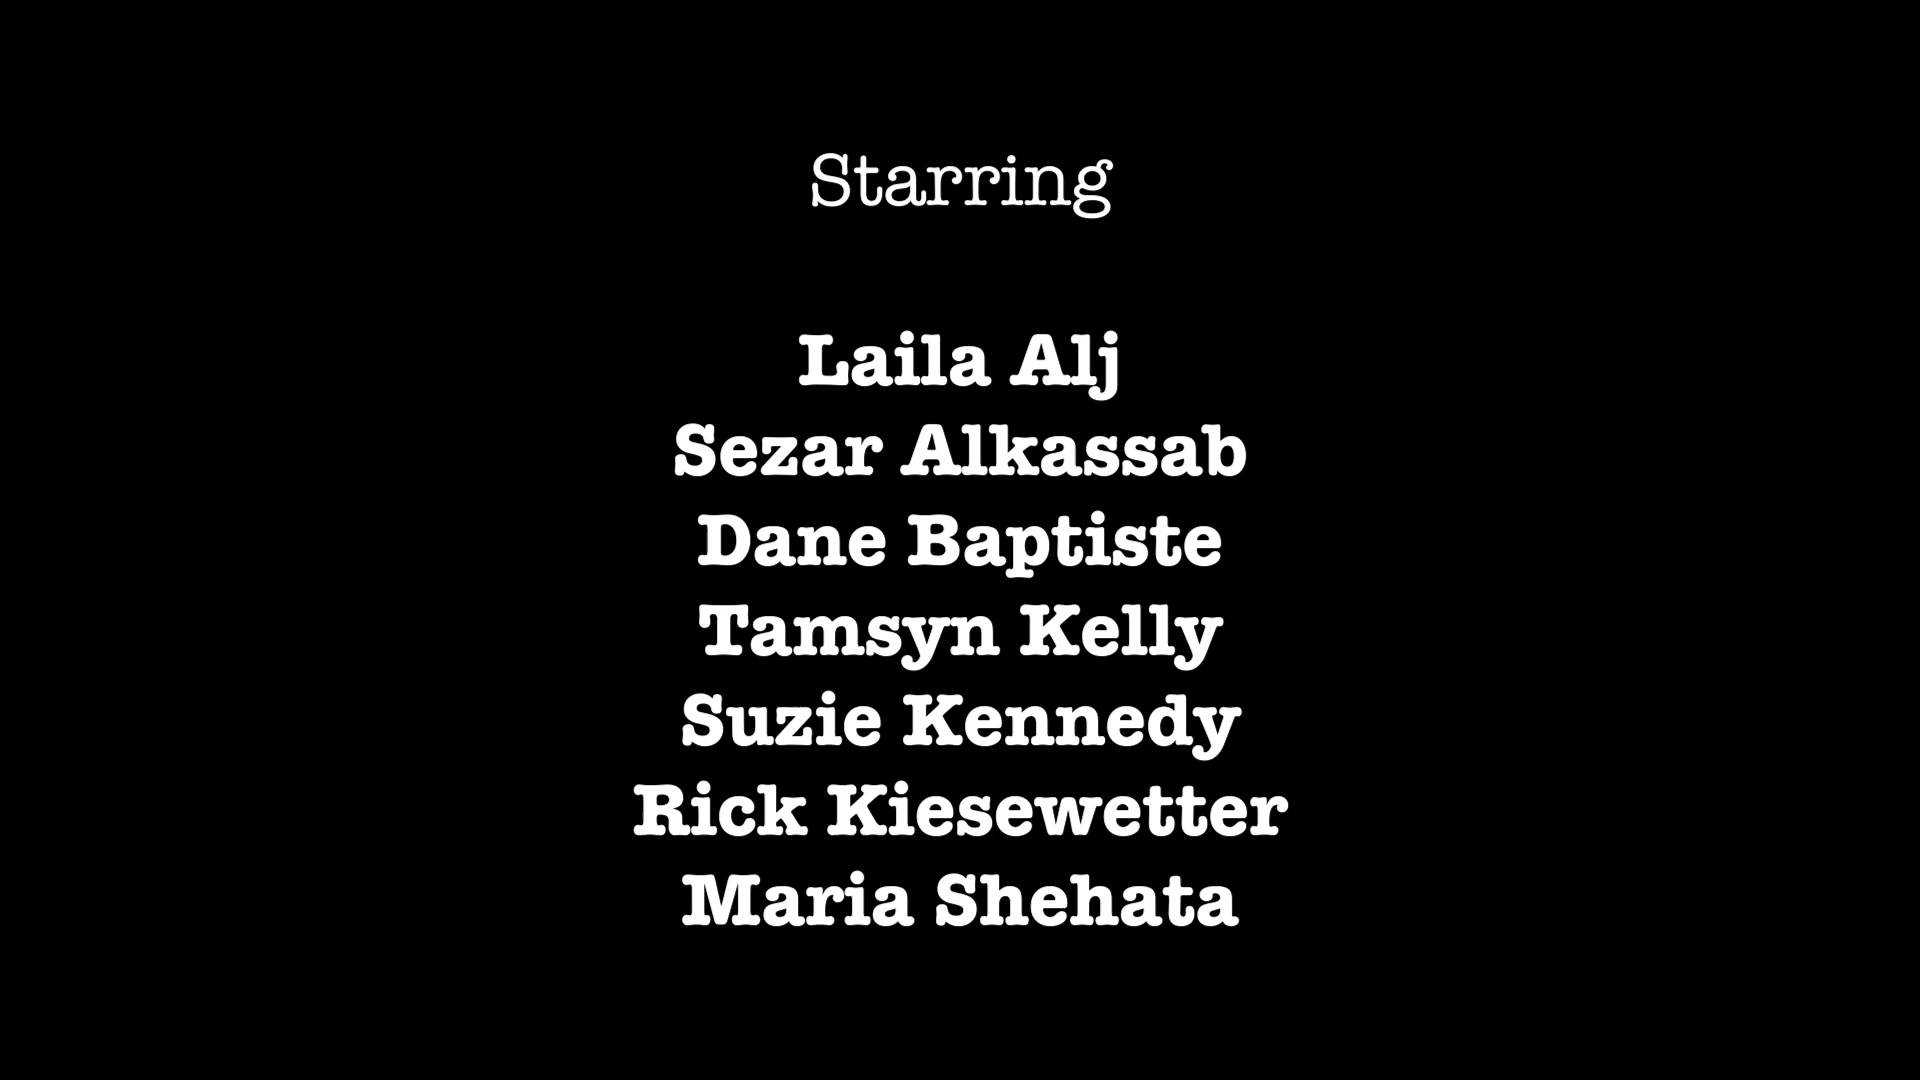 Starring
Laila Alj
Sezar Alkassab
Dane Baptiste
Tamsyn Kelly
Suzie Kennedy
Rick Kiesewetter
Maria Shehata